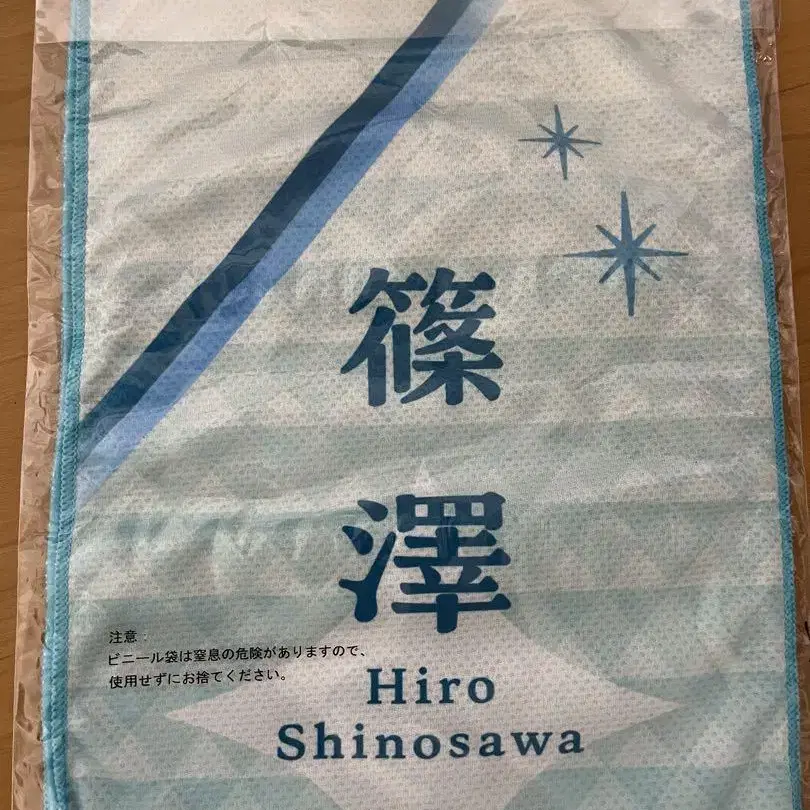 篠
澤
注意：
ビニール袋は窒息の危険がありますので、
使用せずにお捨てください。
Hiro
Shinosawa